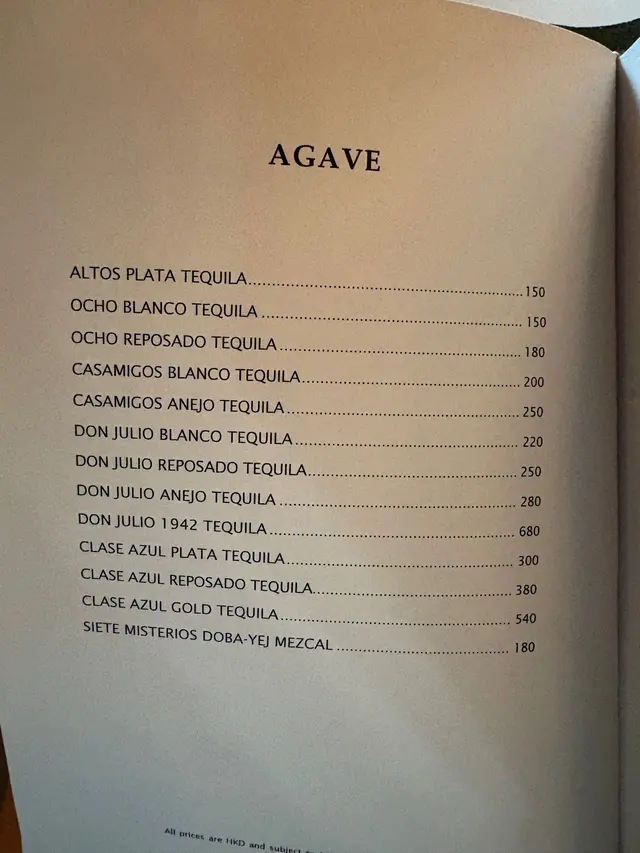 AGAVE
ALTOS PLATA TEQUILA..........150
OCHO BLANCO TEQUILA..........150
OCHO REPOSADO TEQUILA..........180
CASAMIGOS BLANCO TEQUILA..........200
CASAMIGOS ANEJO TEQUILA..........250
DON JULIO BLANCO TEQUILA..........220
DON JULIO REPOSADO TEQUILA..........250
DON JULIO ANEJO TEQUILA..........280
DON JULIO 1942 TEQUILA..........680
CLASE AZUL PLATA TEQUILA..........300
CLASE AZUL REPOSADO TEQUILA..........380
CLASE AZUL GOLD TEQUILA..........540
SIETE MISTERIOS DOBA-YEJ MEZCAL..........180
All prices are HKD and subject